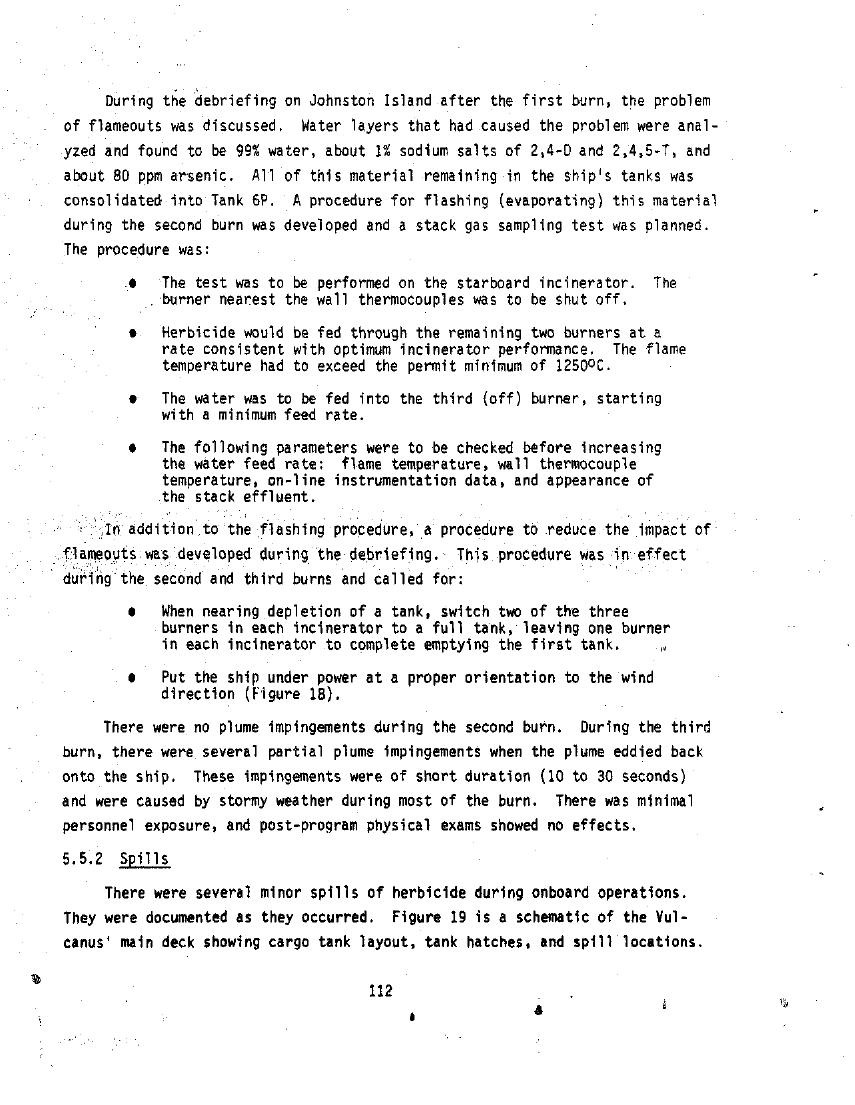 During the debriefing on Johnston Island after the first burn, the problem
of flameouts was discussed. Water layers that had caused the problem were anal-
yzed and found to be 99% water, about 1% sodium salts of 2,4-D and 2,4,5-T, and
about 80 ppm arsenic. All of this material remaining in the ship's tanks was
consolidated into Tank 6P. A procedure for flashing (evaporating) this material
during the second burn was developed and a stack gas sampling test was planned.
The procedure was:
● The test was to be performed on the starboard incinerator. The
burner nearest the wall thermocouples was to be shut off.
● Herbicide would be fed through the remaining two burners at a
rate consistent with optimum incinerator performance. The flame
temperature had to exceed the permit minimum of 1250ºC.
● The water was to be fed into the third (off) burner, starting
with a minimum feed rate.
● The following parameters were to be checked before increasing
the water feed rate: flame temperature, wall thermocouple
temperature, on-line instrumentation data, and appearance of
the stack effluent.
In addition to the flashing procedure, a procedure to reduce the impact of
flameouts was developed during the debriefing. This procedure was in effect
during the second and third burns and called for:
● When nearing depletion of a tank, switch two of the three
burners in each incinerator to a full tank, leaving one burner
in each incinerator to complete emptying the first tank.
● Put the ship under power at a proper orientation to the wind
direction (Figure 18).
There were no plume impingements during the second burn. During the third
burn, there were several partial plume impingements when the plume eddied back
onto the ship. These impingements were of short duration (10 to 30 seconds)
and were caused by stormy weather during most of the burn. There was minimal
personnel exposure, and post-program physical exams showed no effects.
5.5.2 Spills
There were several minor spills of herbicide during onboard operations.
They were documented as they occurred. Figure 19 is a schematic of the Vul-
canus' main deck showing cargo tank layout, tank hatches, and spill locations.
112